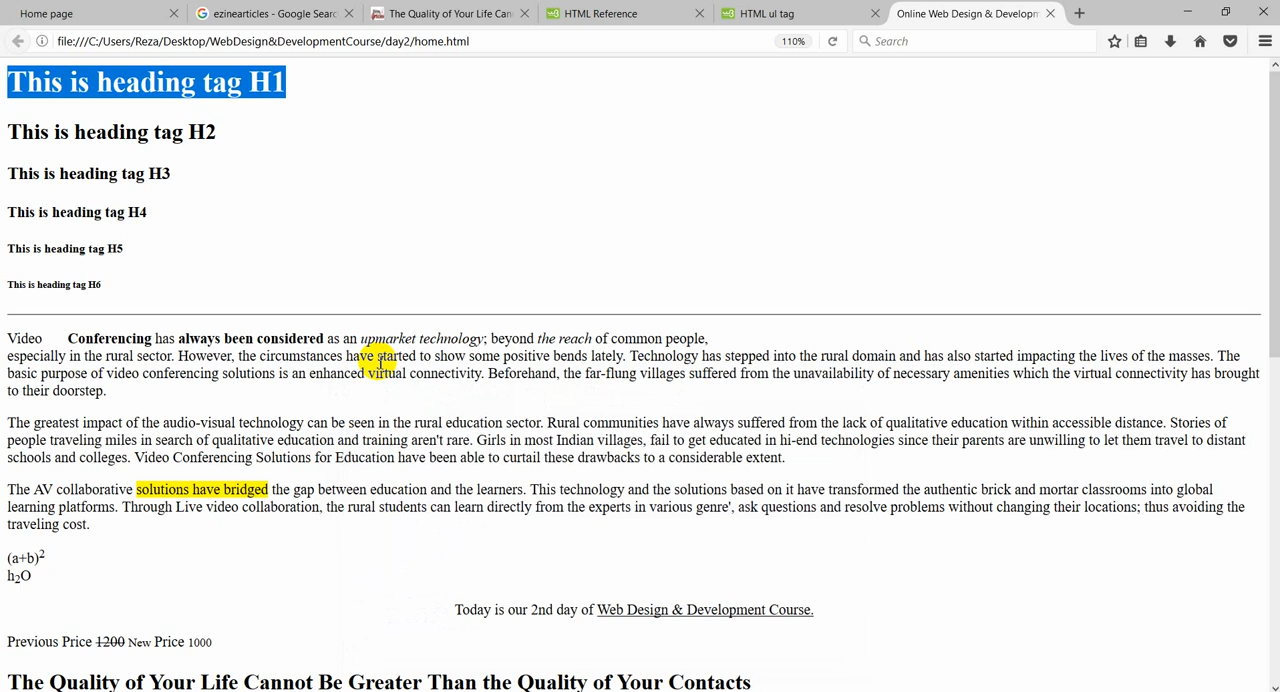 Home page
ezinearticles - Google Searc
The Quality of Your Life Can
HTML Reference
HTML ul tag
Online Web Design & Developm
file:///C:/Users/Reza/Desktop/WebDesign&DevelopmentCourse/day2/home.html
110%
Search
This is heading tag H1
This is heading tag H2
This is heading tag H3
This is heading tag H4
This is heading tag H5
This is heading tag H6
Video Conferencing has always been considered as an upmarket technology; beyond the reach of common people,
especially in the rural sector. However, the circumstances have started to show some positive bends lately. Technology has stepped into the rural domain and has also started impacting the lives of the masses. The
basic purpose of video conferencing solutions is an enhanced virtual connectivity. Beforehand, the far-flung villages suffered from the unavailability of necessary amenities which the virtual connectivity has brought
to their doorstep.
The greatest impact of the audio-visual technology can be seen in the rural education sector. Rural communities have always suffered from the lack of qualitative education within accessible distance. Stories of
people traveling miles in search of qualitative education and training aren't rare. Girls in most Indian villages, fail to get educated in hi-end technologies since their parents are unwilling to let them travel to distant
schools and colleges. Video Conferencing Solutions for Education have been able to curtail these drawbacks to a considerable extent.
The AV collaborative solutions have bridged the gap between education and the learners. This technology and the solutions based on it have transformed the authentic brick and mortar classrooms into global
learning platforms. Through Live video collaboration, the rural students can learn directly from the experts in various genre', ask questions and resolve problems without changing their locations; thus avoiding the
traveling cost.
(a+b)²
h₂O
Today is our 2nd day of Web Design & Development Course.
Previous Price 1200 New Price 1000
The Quality of Your Life Cannot Be Greater Than the Quality of Your Contacts